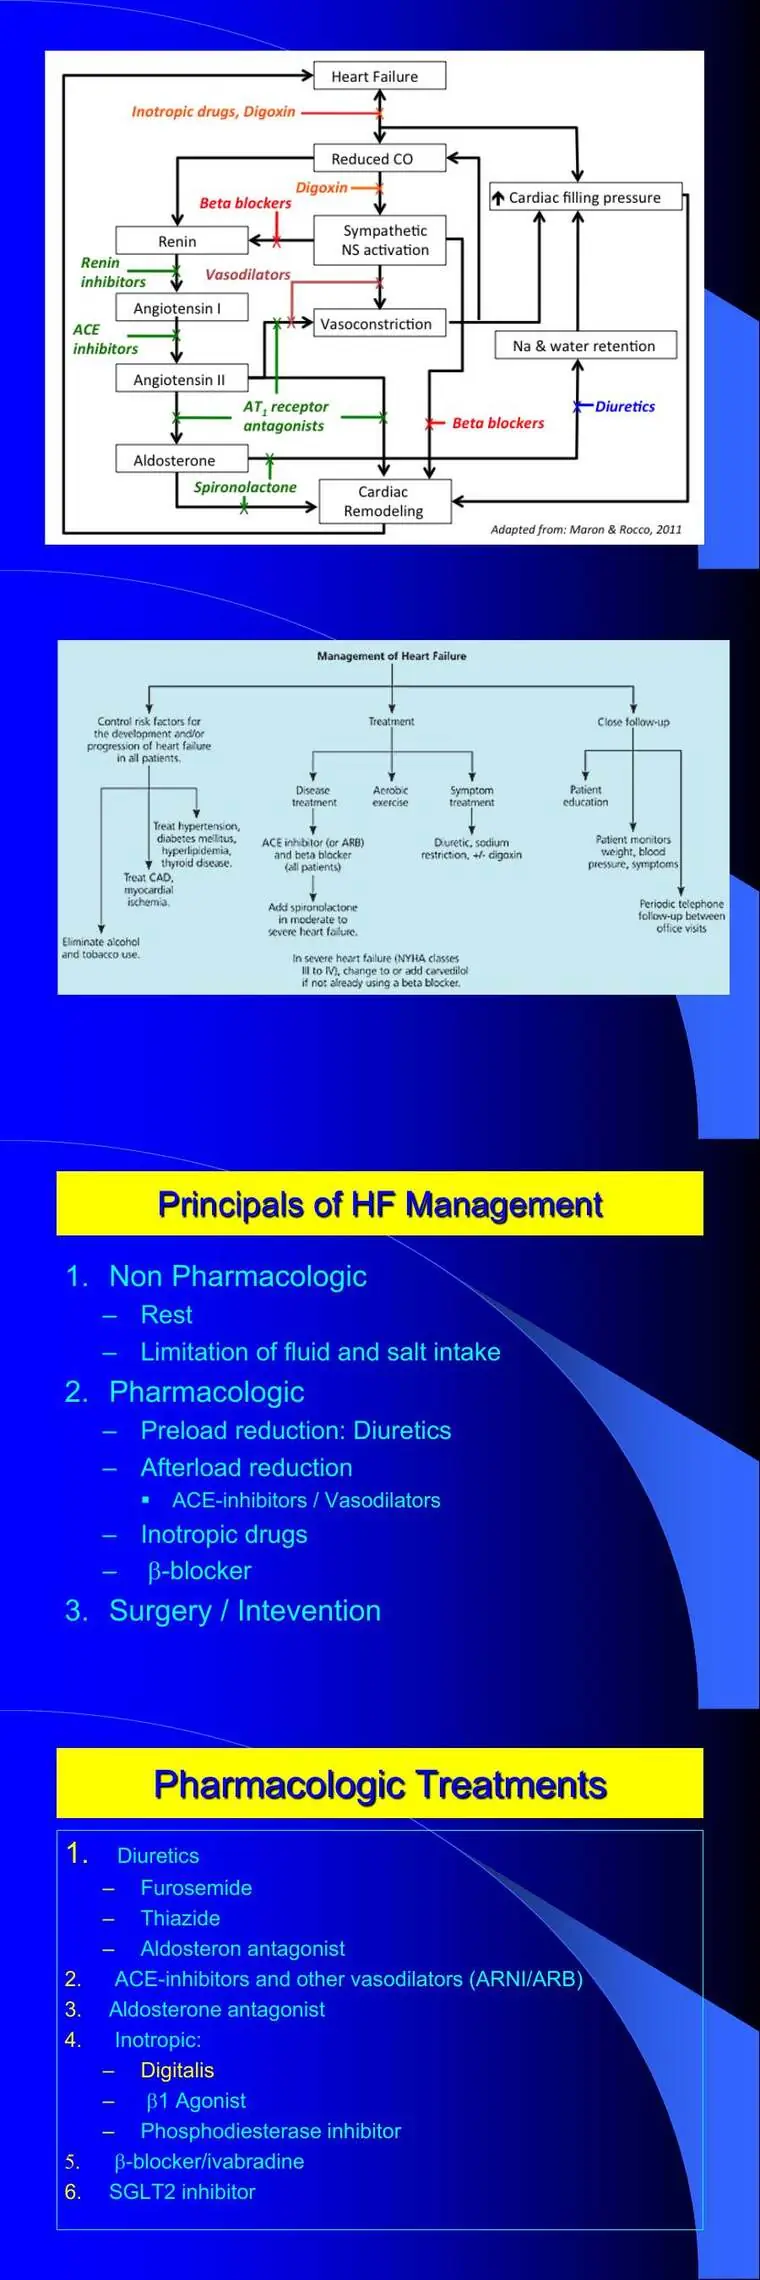 Heart Failure
Inotropic drugs, Digoxin
Reduced CO
Digoxin
Beta blockers
↑ Cardiac filling pressure
Renin
Sympathetic
NS activation
Renin
inhibitors
Vasodilators
Angiotensin I
Vasoconstriction
ACE
inhibitors
Na & water retention
Angiotensin II
AT1 receptor
antagonists
Diuretics
Beta blockers
Aldosterone
Spironolactone
Cardiac
Remodeling
Adapted from: Maron & Rocco, 2011
Management of Heart Failure
Control risk factors for
the development and/or
progression of heart failure
in all patients.
Treatment
Close follow-up
Disease
treatment
Aerobic
exercise
Symptom
treatment
Patient
education
Treat hypertension,
diabetes mellitus,
hyperlipidemia,
thyroid disease.
ACE inhibitor (or ARB)
and beta blocker
(all patients)
Diuretic, sodium
restriction, +/- digoxin
Patient monitors
weight, blood
pressure, symptoms
Treat CAD,
myocardial
ischemia.
Add spironolactone
in moderate to
severe heart failure.
Periodic telephone
follow-up between
office visits
Eliminate alcohol
and tobacco use.
In severe heart failure (NYHA classes
III to IV), change to or add carvedilol
if not already using a beta blocker.
Principals of HF Management
1. Non Pharmacologic
– Rest
– Limitation of fluid and salt intake
2. Pharmacologic
– Preload reduction: Diuretics
– Afterload reduction
▪ ACE-inhibitors / Vasodilators
– Inotropic drugs
– β-blocker
3. Surgery / Intevention
Pharmacologic Treatments
1. Diuretics
– Furosemide
– Thiazide
– Aldosteron antagonist
2. ACE-inhibitors and other vasodilators (ARNI/ARB)
3. Aldosterone antagonist
4. Inotropic:
– Digitalis
– β1 Agonist
– Phosphodiesterase inhibitor
5. β-blocker/ivabradine
6. SGLT2 inhibitor